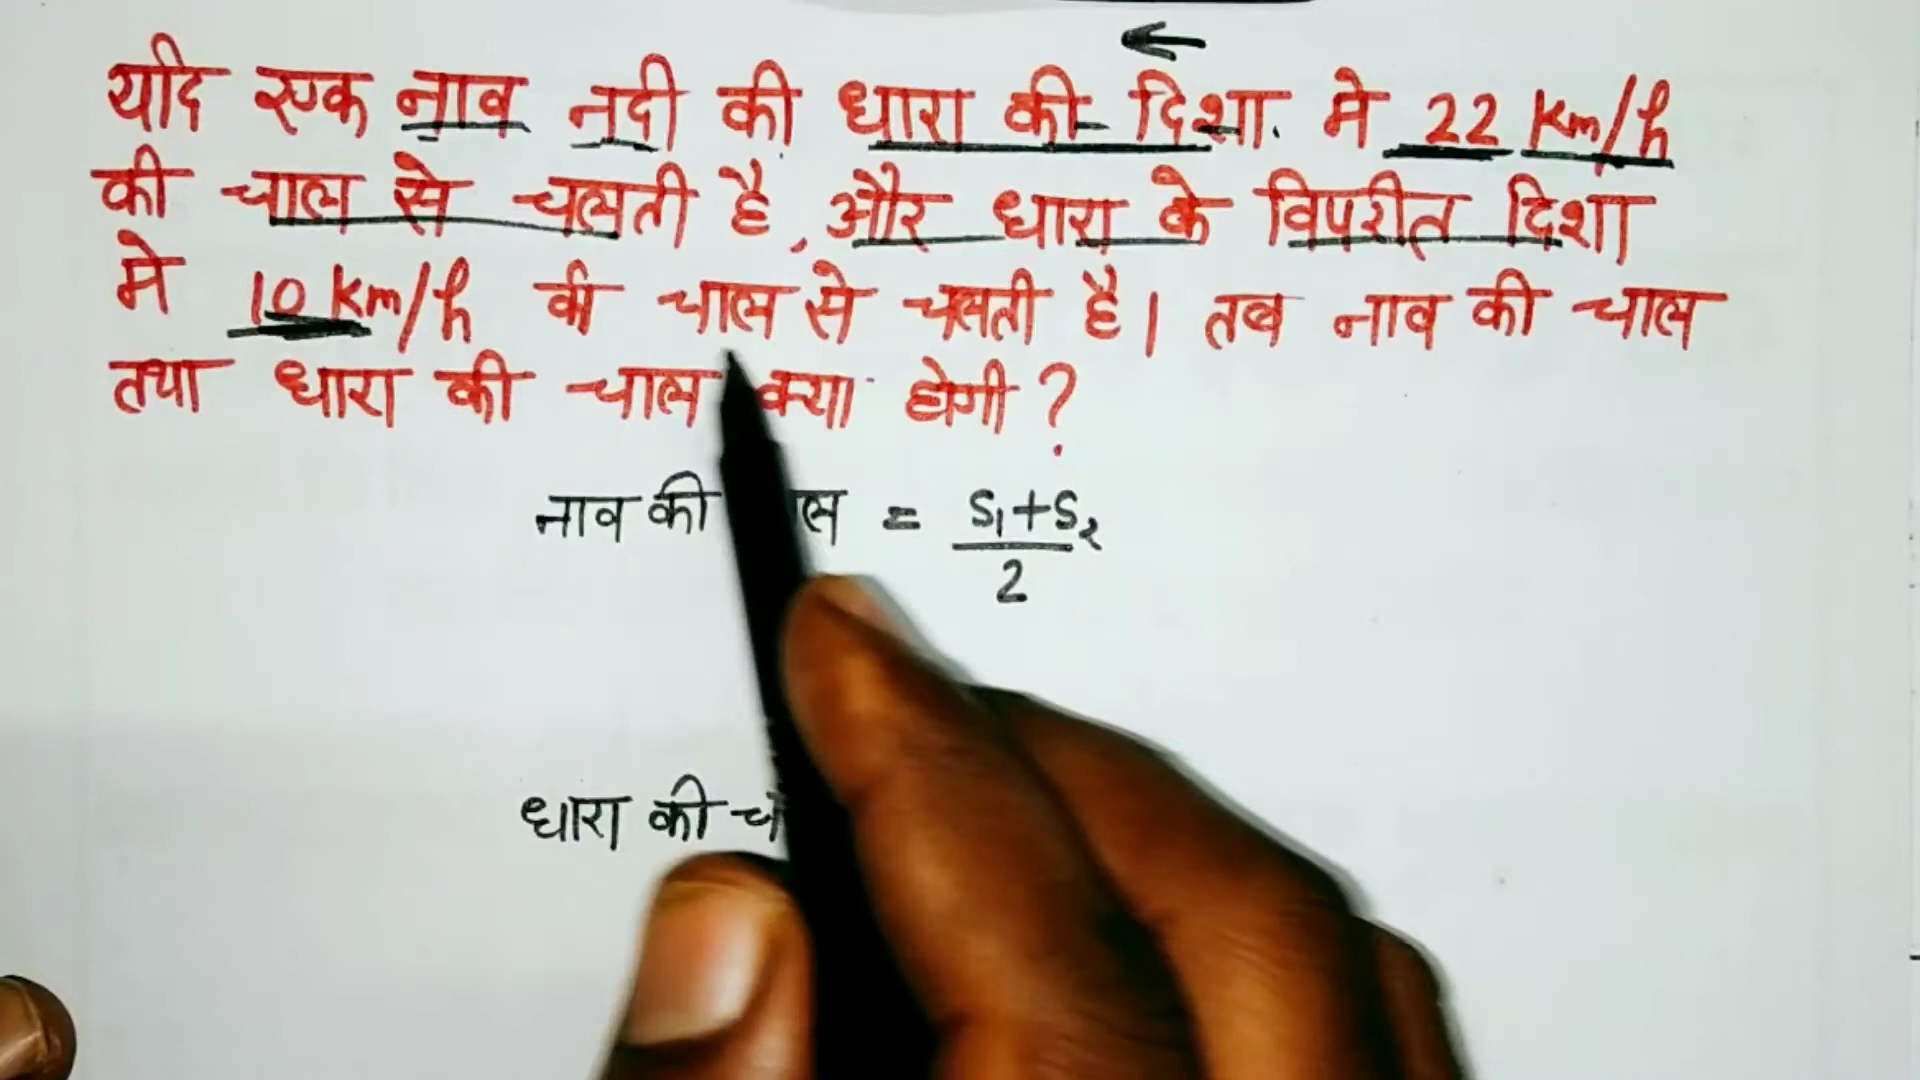 यदि एक नाव नदी की धारा की दिशा मे 22 km/h
की चाल से चलती है, और धारा के विपरीत दिशा
मे 10 km/h की चाल से चलती है। तब नाव की चाल
तथा धारा की चाल क्या होगी?
नाव की = S₁+S₂
2
धारा की